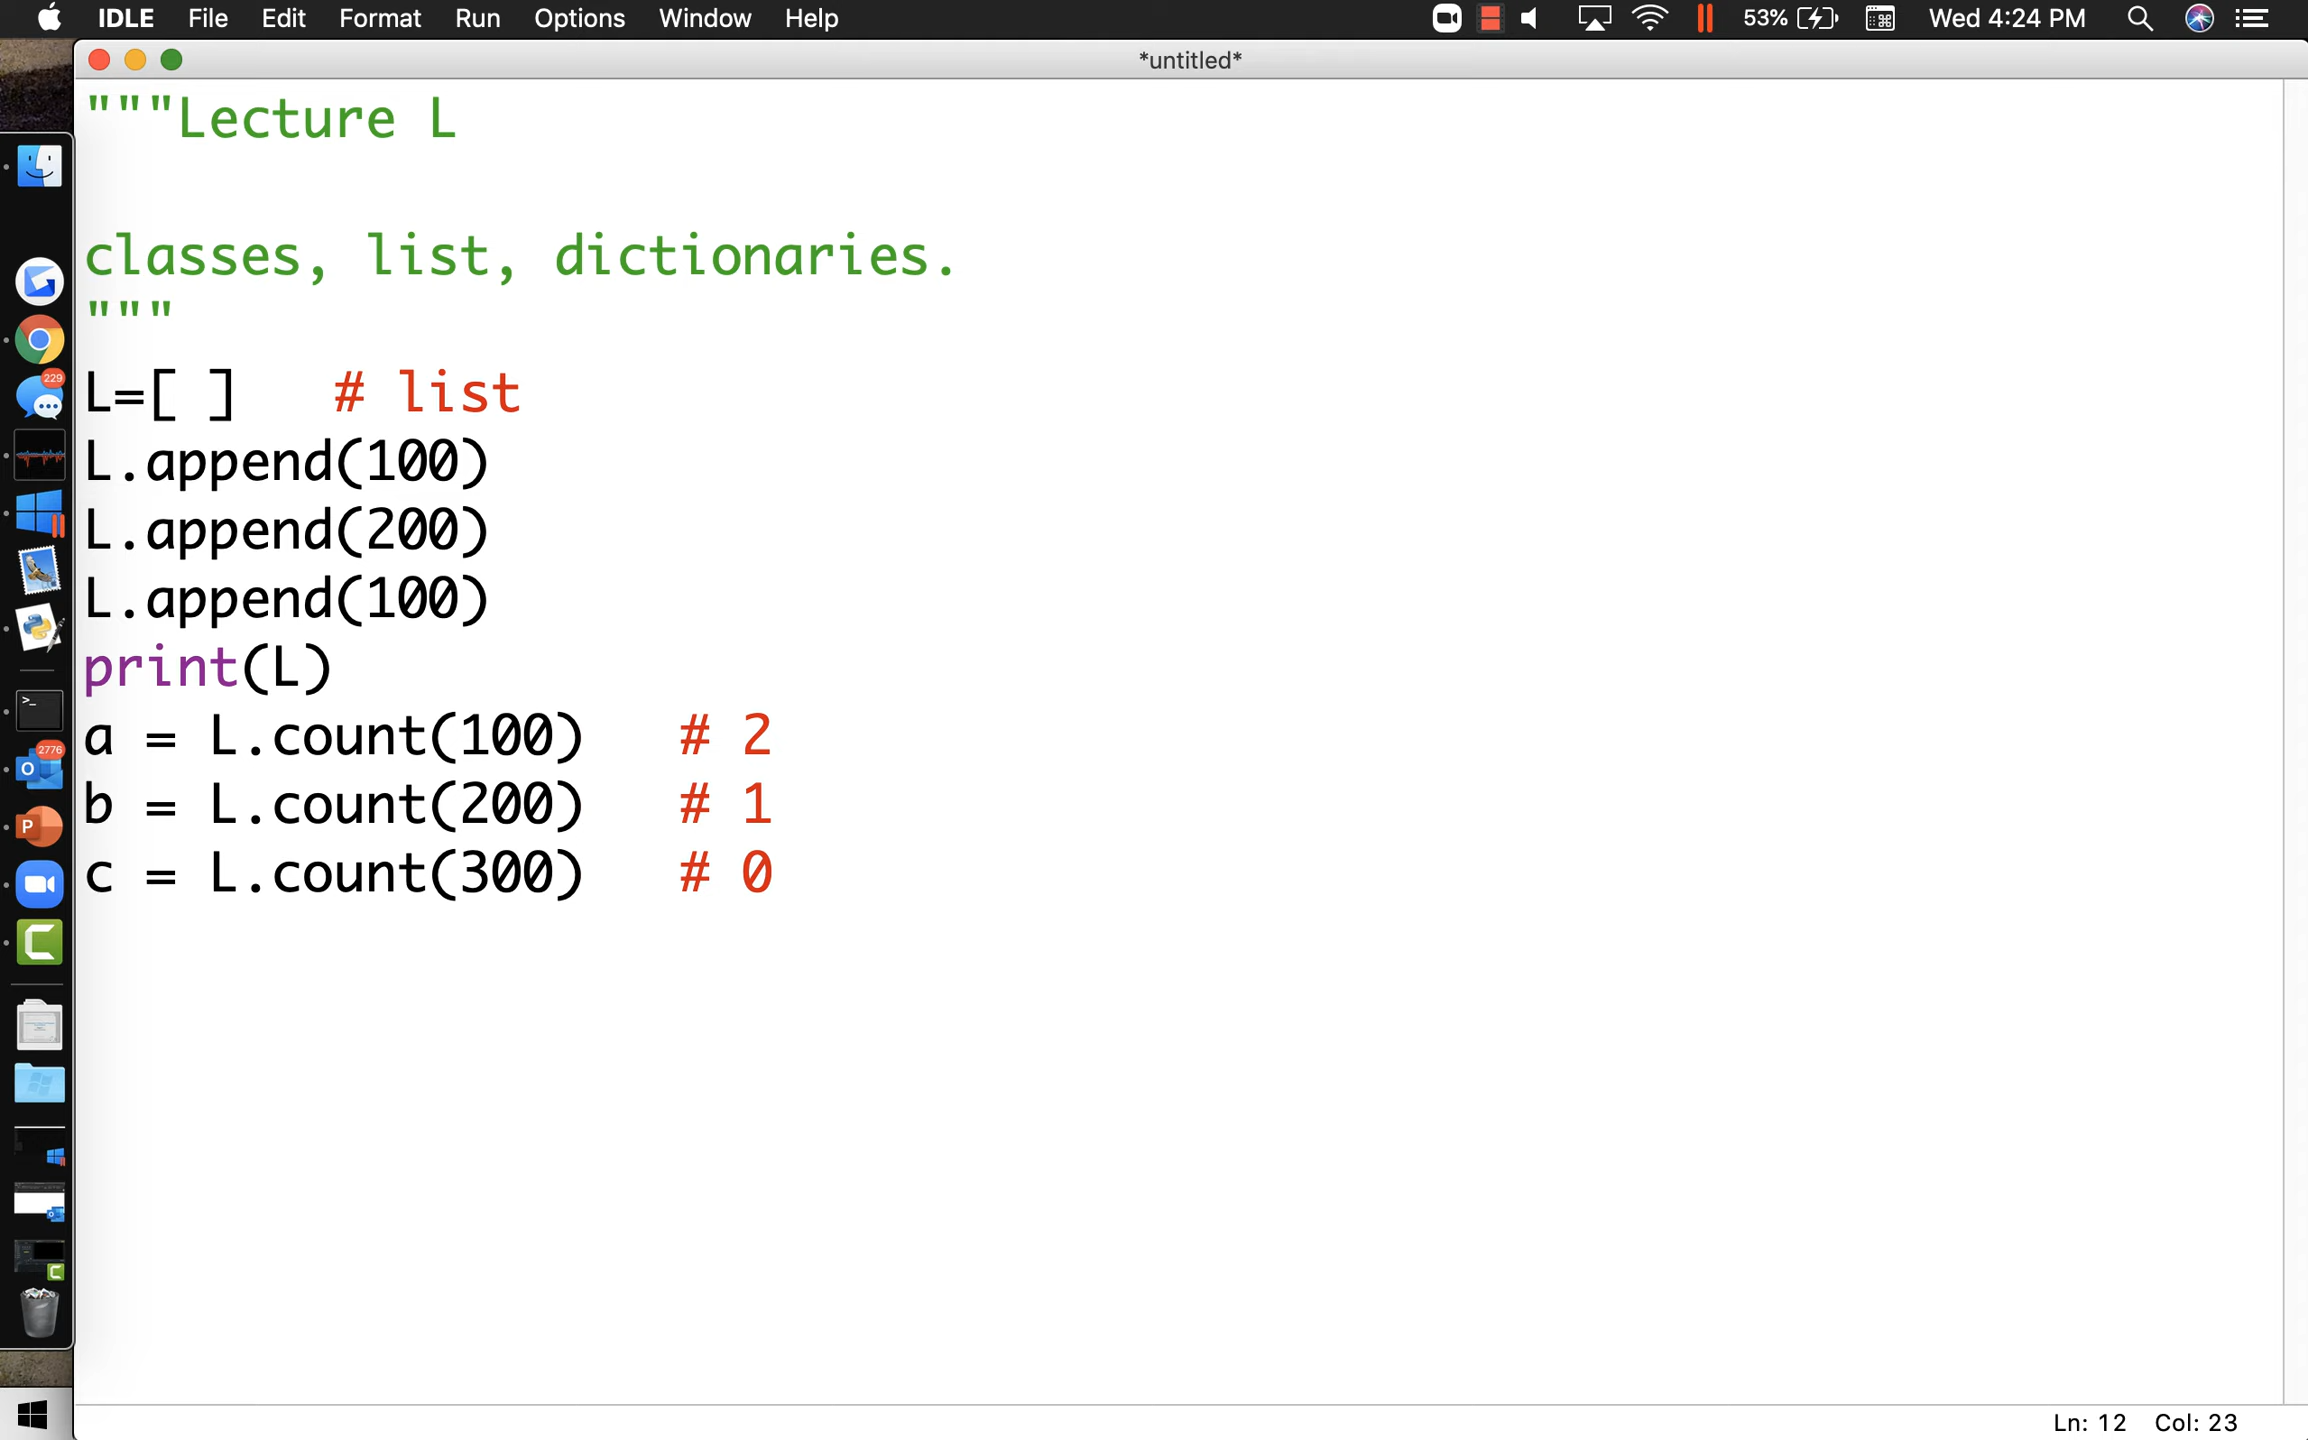 IDLE File Edit Format Run Options Window Help 53% Wed 4:24 PM
*untitled*
"""Lecture L
classes, list, dictionaries.
"""
L=[ ]   # list
L.append(100)
L.append(200)
L.append(100)
print(L)
a = L.count(100)   # 2
b = L.count(200)   # 1
c = L.count(300)   # 0
229
2776
Ln: 12 Col: 23